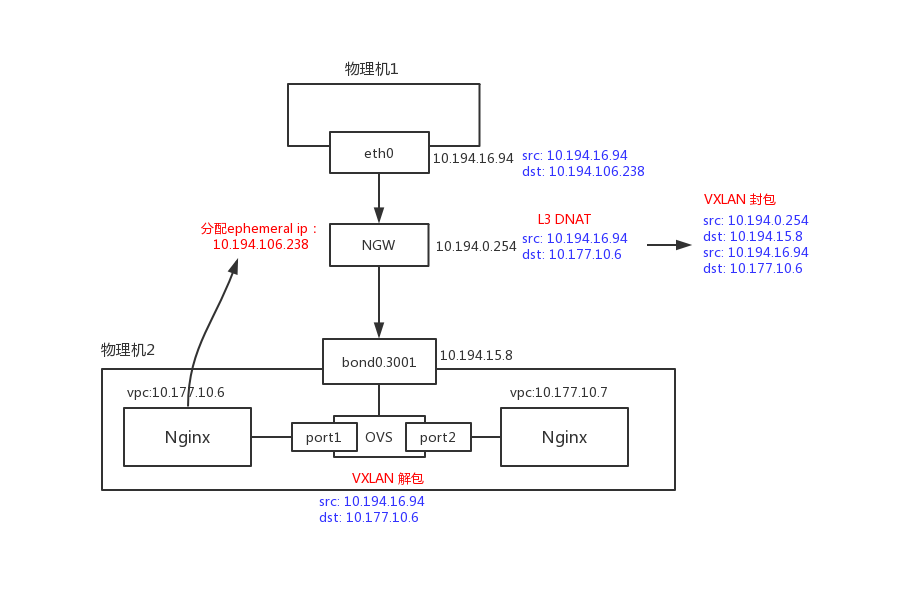 物理机1
eth0
10.194.16.94
src: 10.194.16.94
dst: 10.194.106.238
分配ephemeral ip：
10.194.106.238
NGW
10.194.0.254
L3 DNAT
src: 10.194.16.94
dst: 10.177.10.6
VXLAN 封包
src: 10.194.0.254
dst: 10.194.15.8
src: 10.194.16.94
dst: 10.177.10.6
物理机2
bond0.3001
10.194.15.8
vpc:10.177.10.6
vpc:10.177.10.7
Nginx
port1
OVS
port2
Nginx
VXLAN 解包
src: 10.194.16.94
dst: 10.177.10.6